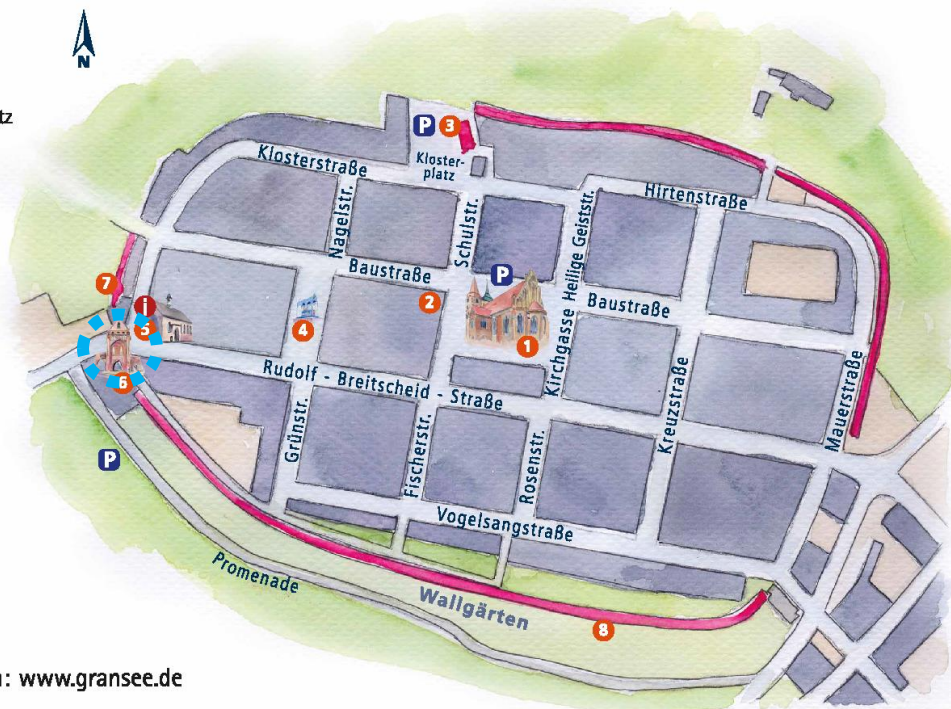 N
tz
P
3
Kloster-
platz
Klosterstraße
Hirtenstraße
Nagelstr.
Schulstr.
Heilige Geiststr.
Baustraße
P
7
i
2
4
5
Baustraße
1
Kirchgasse
6
Rudolf - Breitscheid - Straße
Kreuzstraße
Mauerstraße
Grünstr.
Fischerstr.
Rosenstr.
P
Vogelsangstraße
Promenade
Wallgärten
8
: www.gransee.de